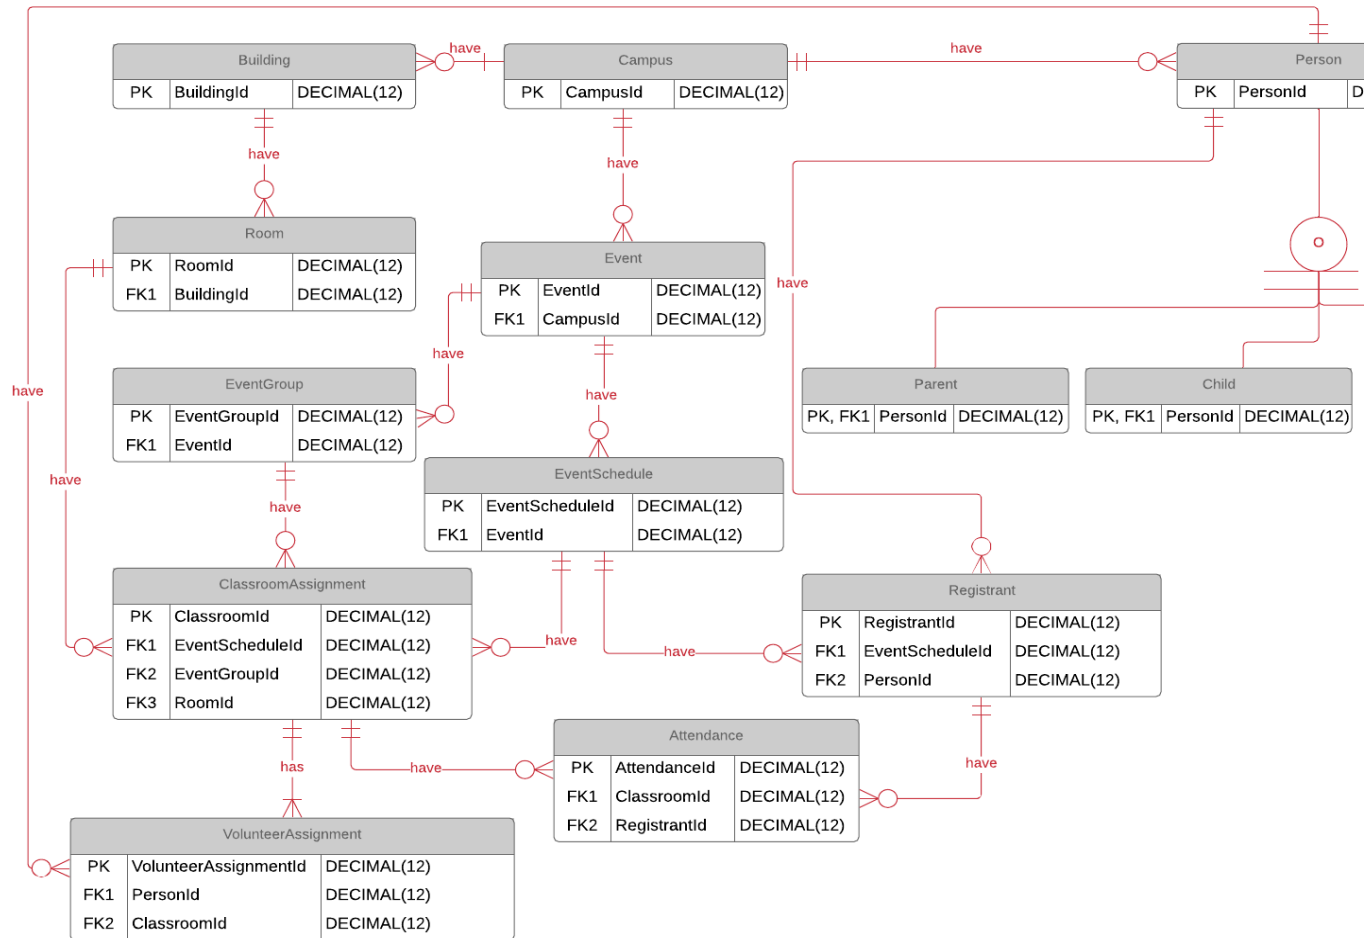 have
have
Building
Campus
Person
PK BuildingId DECIMAL(12)
PK CampusId DECIMAL(12)
PK PersonId D
have
have
Room
PK RoomId DECIMAL(12)
FK1 BuildingId DECIMAL(12)
Event
PK EventId DECIMAL(12)
FK1 CampusId DECIMAL(12)
O
have
have
have
have
have
EventGroup
PK EventGroupId DECIMAL(12)
FK1 EventId DECIMAL(12)
Parent
PK, FK1 PersonId DECIMAL(12)
Child
PK, FK1 PersonId DECIMAL(12)
EventSchedule
PK EventScheduleId DECIMAL(12)
FK1 EventId DECIMAL(12)
have
ClassroomAssignment
PK ClassroomId DECIMAL(12)
FK1 EventScheduleId DECIMAL(12)
FK2 EventGroupId DECIMAL(12)
FK3 RoomId DECIMAL(12)
have
have
Registrant
PK RegistrantId DECIMAL(12)
FK1 EventScheduleId DECIMAL(12)
FK2 PersonId DECIMAL(12)
has
have
have
Attendance
PK AttendanceId DECIMAL(12)
FK1 ClassroomId DECIMAL(12)
FK2 RegistrantId DECIMAL(12)
VolunteerAssignment
PK VolunteerAssignmentId DECIMAL(12)
FK1 PersonId DECIMAL(12)
FK2 ClassroomId DECIMAL(12)